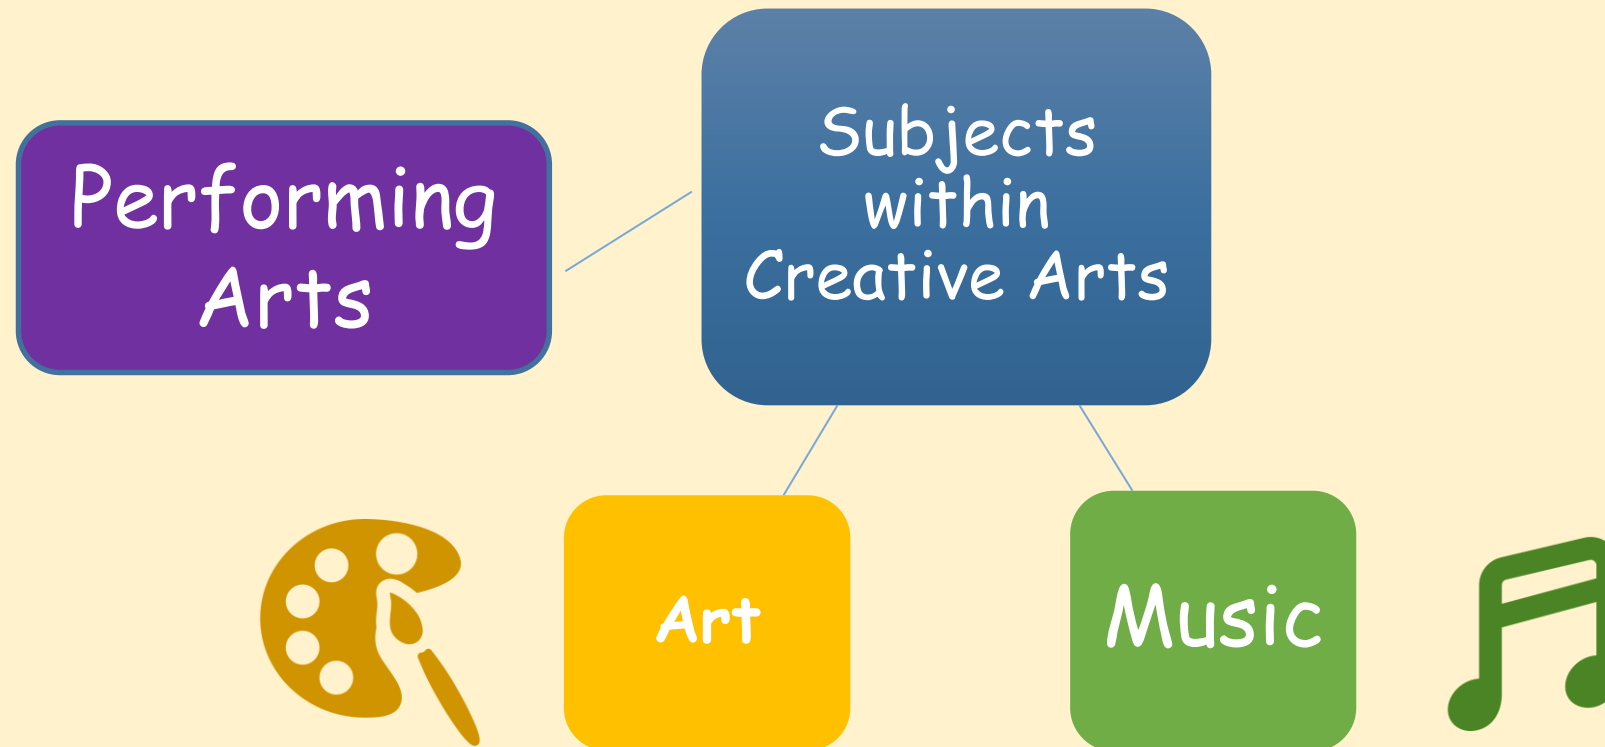 Subjects
within
Creative Arts
Performing
Arts
Art
Music